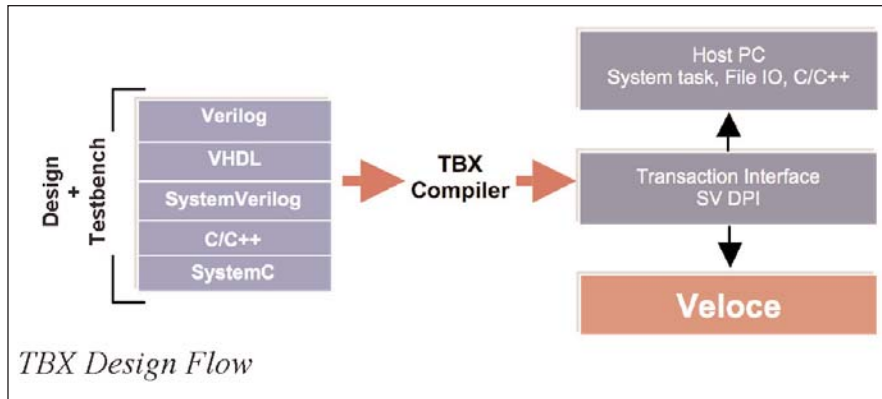 Design
+
Testbench
Verilog
VHDL
SystemVerilog
C/C++
SystemC
TBX
Compiler
Host PC
System task, File IO, C/C++
Transaction Interface
SV DPI
Veloce
TBX Design Flow